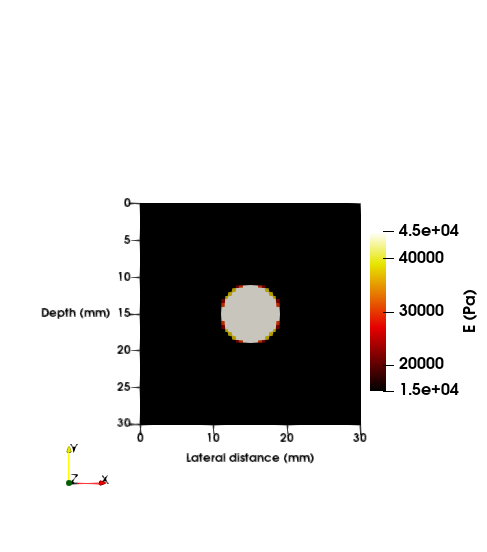 0
5
10
Depth (mm) 15
20
25
30
0 10 20 30
Lateral distance (mm)
4.5e+04
40000
30000
20000
1.5e+04
E (Pa)
Y
Z X